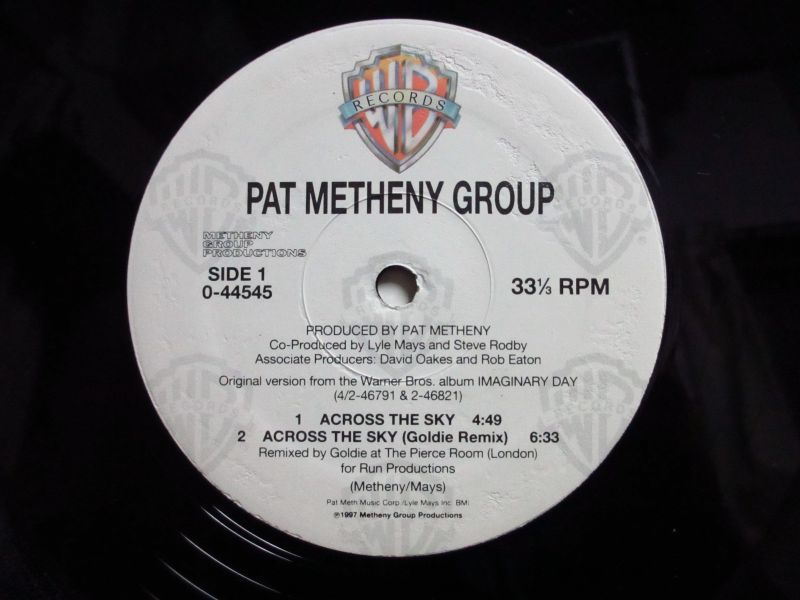 WB
RECORDS
PAT METHENY GROUP
METHENY
GROUP
PRODUCTIONS
SIDE 1
0-44545
33⅓ RPM
PRODUCED BY PAT METHENY
Co-Produced by Lyle Mays and Steve Rodby
Associate Producers: David Oakes and Rob Eaton
Original version from the Warner Bros. album IMAGINARY DAY
(4/2-46791 & 2-46821)
1 ACROSS THE SKY 4:49
2 ACROSS THE SKY (Goldie Remix) 6:33
Remixed by Goldie at The Pierce Room (London)
for Run Productions
(Metheny/Mays)
Pat Meth Music Corp./Lyle Mays Inc. BMI
℗1997 Metheny Group Productions